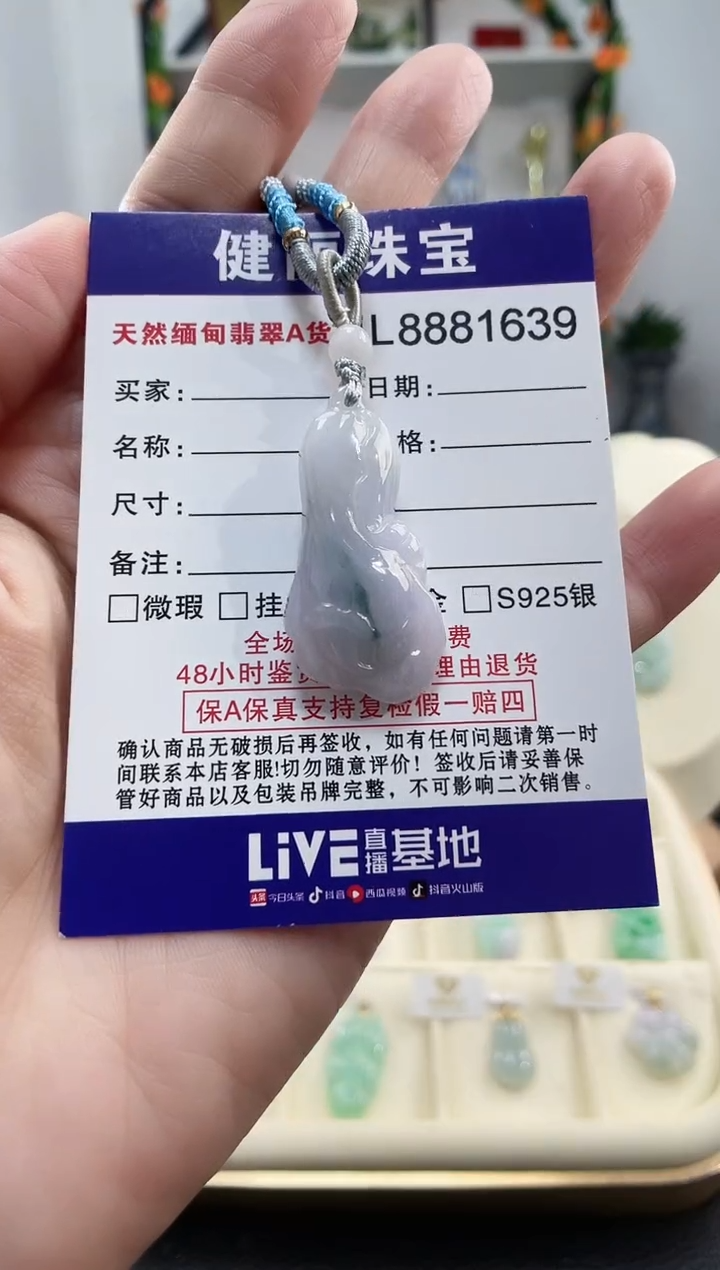 健 珠宝
天然缅甸翡翠A货 L8881639
买家: 日期:
名称: 格:
尺寸:
备注:
□微瑕 □挂 金 □S925银
全场 费
48小时鉴 理由退货
保A保真支持复检假一赔四
确认商品无破损后再签收，如有任何问题请第一时
间联系本店客服!切勿随意评价！签收后请妥善保
管好商品以及包装吊牌完整，不可影响二次销售。
LiVE 直播 基地
头条 今日头条 抖音 西瓜视频 抖音火山版